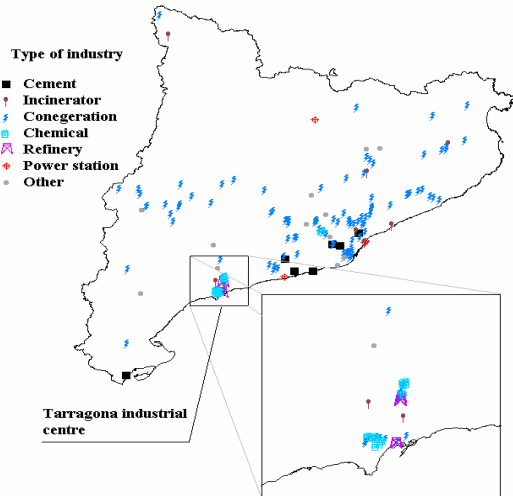 Type of industry
Cement
Incinerator
Conegeration
Chemical
Refinery
Power station
Other
Tarragona industrial
centre